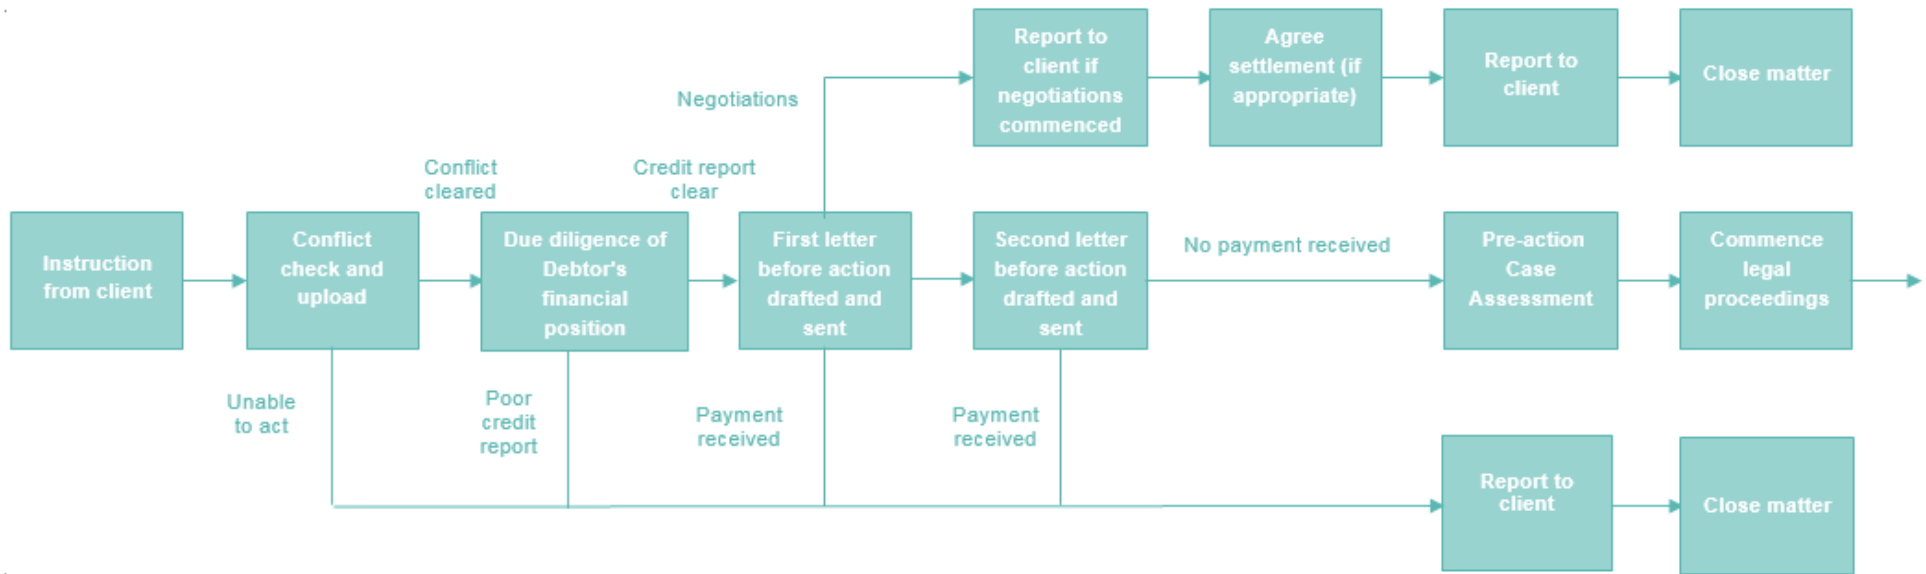 Report to
client if
negotiations
commenced
Agree
settlement (if
appropriate)
Report to
client
Close matter
Negotiations
Conflict
cleared
Credit report
clear
Instruction
from client
Conflict
check and
upload
Due diligence of
Debtor's
financial
position
First letter
before action
drafted and
sent
Second letter
before action
drafted and
sent
No payment received
Pre-action
Case
Assessment
Commence
legal
proceedings
Unable
to act
Poor
credit
report
Payment
received
Payment
received
Report to
client
Close matter